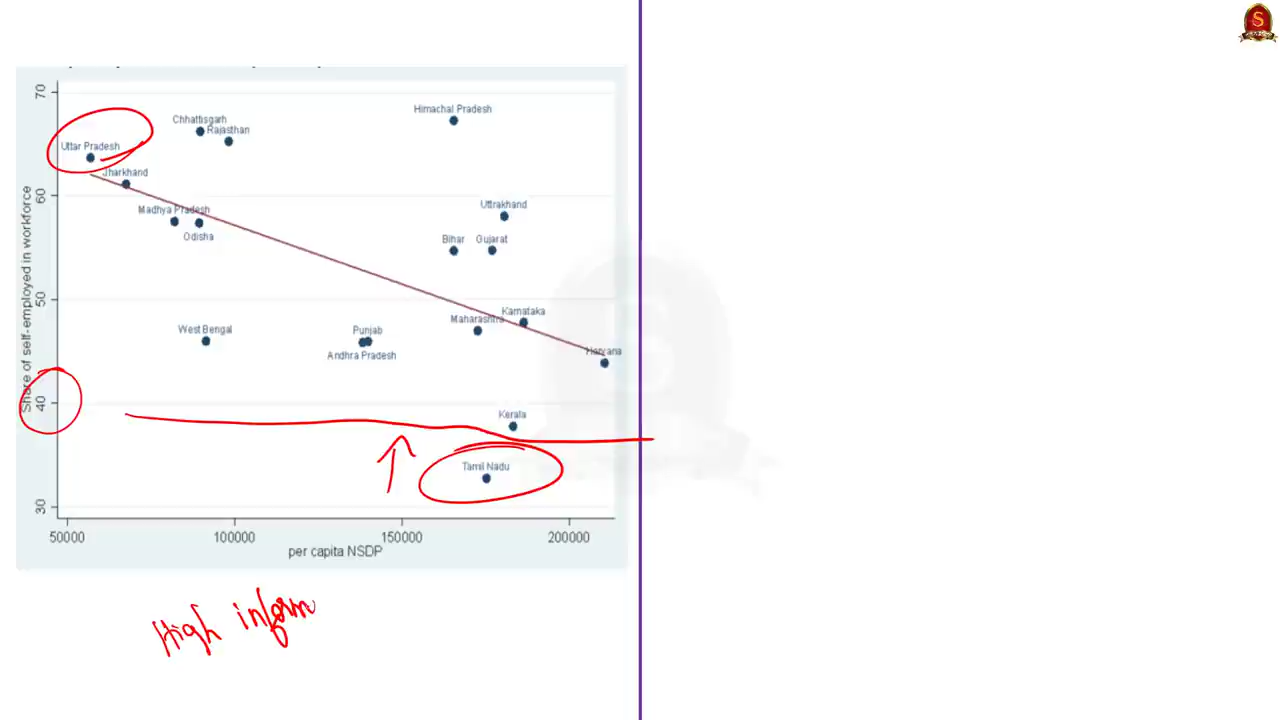 S
70
Himachal Pradesh
Chhattisgarh
Rajasthan
Uttar Pradesh
Jharkhand
60
Uttrakhand
Madhya Pradesh
Odisha
Bihar Gujarat
Share of self-employed in workforce
50
Karnataka
Maharashtra
West Bengal
Punjab
Andhra Pradesh
Haryana
40
Kerala
Tamil Nadu
30
50000 100000 150000 200000
per capita NSDP
High inform